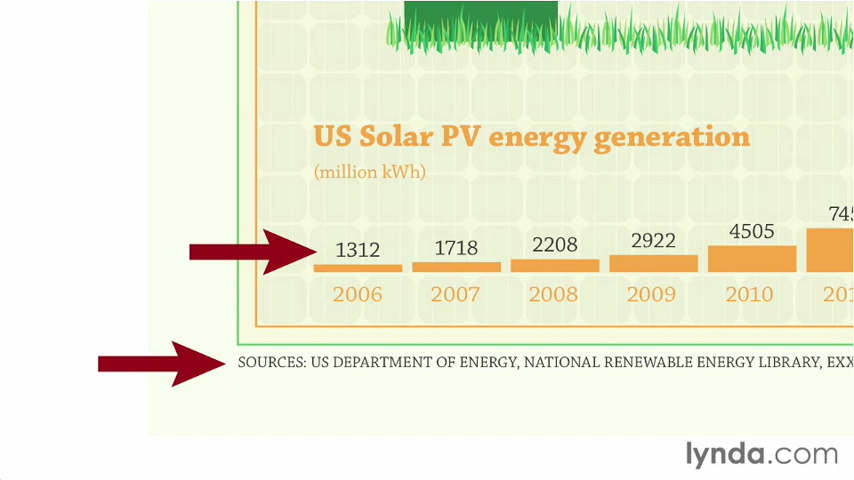 US Solar PV energy generation
(million kWh)
1312 1718 2208 2922 4505
2006 2007 2008 2009 2010
SOURCES: US DEPARTMENT OF ENERGY, NATIONAL RENEWABLE ENERGY LIBRARY,
lynda.com